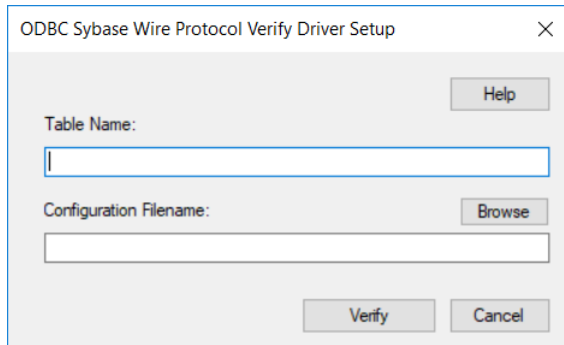 ODBC Sybase Wire Protocol Verify Driver Setup
Help
Table Name:
Configuration Filename:
Browse
Verify
Cancel